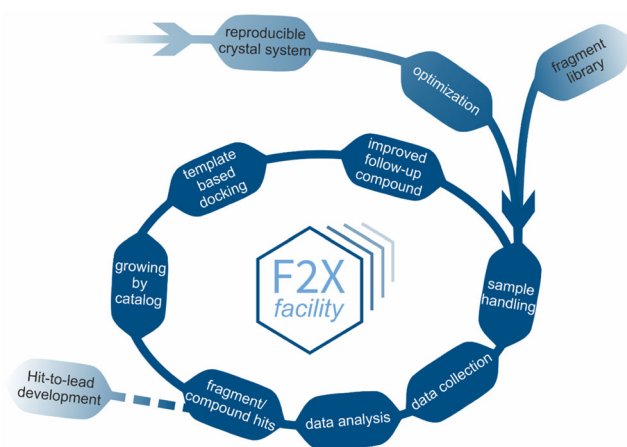 reproducible
crystal system
optimization
fragment
library
improved
follow-up
compound
template
based
docking
growing
by
catalog
F2X
facility
sample
handling
data collection
data analysis
fragment/
compound hits
Hit-to-lead
development